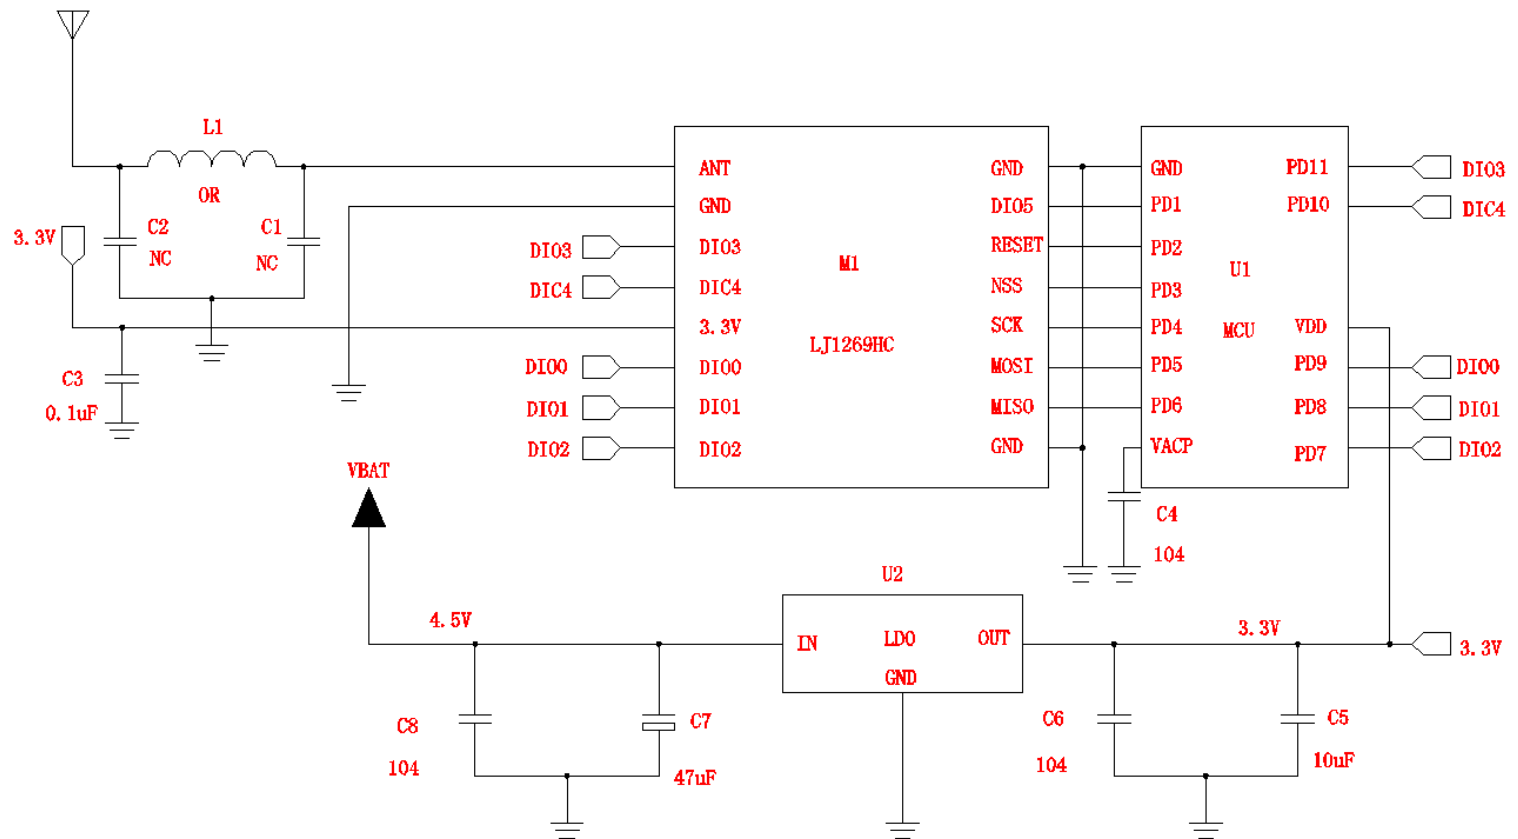 L1
OR
C2
NC
C1
NC
3.3V
C3
0.1uF
DIO3
DIC4
DIO0
DIO1
DIO2
ANT
GND
DIO3
DIC4
3.3V
DIO0
DIO1
DIO2
M1
LJ1269HC
GND
DIO5
RESET
NSS
SCK
MOSI
MISO
GND
GND
PD1
PD2
PD3
PD4
PD5
PD6
VACP
U1
MCU
PD11
PD10
VDD
PD9
PD8
PD7
DIO3
DIC4
DIO0
DIO1
DIO2
C4
104
VBAT
4.5V
U2
IN
LDO
OUT
GND
3.3V
3.3V
C8
104
C7
47uF
C6
104
C5
10uF